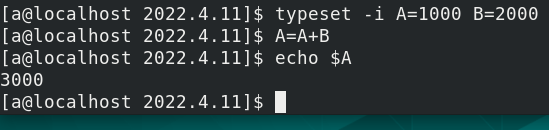 [a@localhost 2022.4.11]$ typeset -i A=1000 B=2000
[a@localhost 2022.4.11]$ A=A+B
[a@localhost 2022.4.11]$ echo $A
3000
[a@localhost 2022.4.11]$